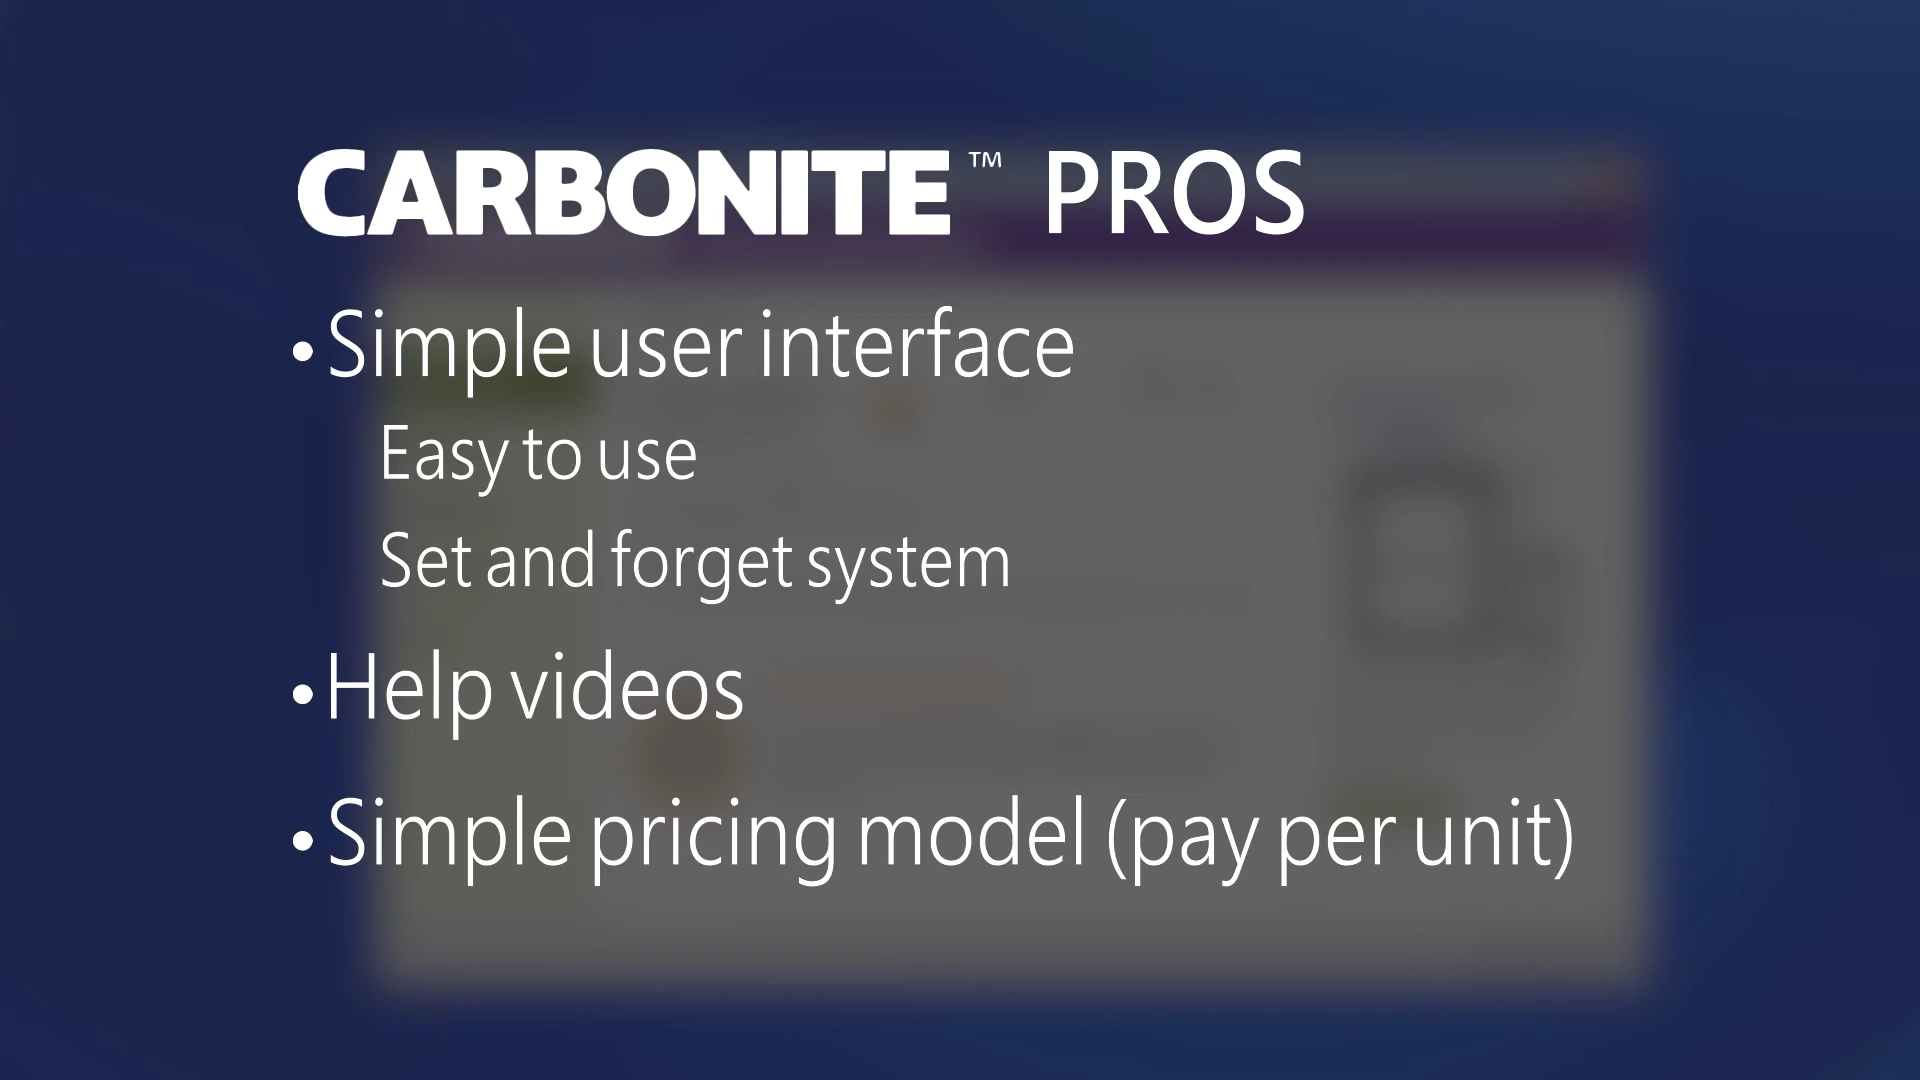 CARBONITE™ PROS
• Simple user interface
Easy to use
Set and forget system
• Help videos
• Simple pricing model (pay per unit)